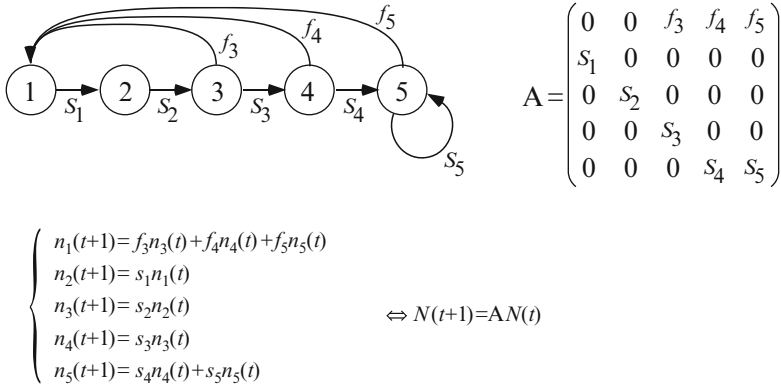 f₃ f₄ f₅
1 2 3 4 5
S₁ S₂ S₃ S₄ S₅
A=
0 0 f₃ f₄ f₅
S₁ 0 0 0 0
0 S₂ 0 0 0
0 0 S₃ 0 0
0 0 0 S₄ S₅
n₁(t+1)=f₃n₃(t)+f₄n₄(t)+f₅n₅(t)
n₂(t+1)=s₁n₁(t)
n₃(t+1)=s₂n₂(t)
n₄(t+1)=s₃n₃(t)
n₅(t+1)=s₄n₄(t)+s₅n₅(t)
⇔ N(t+1)=AN(t)